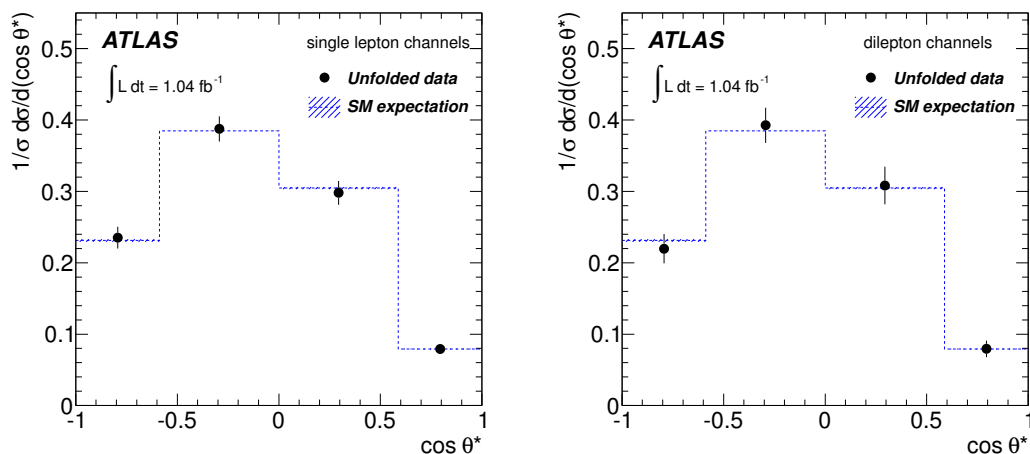 ATLAS
single lepton channels
∫ L dt = 1.04 fb⁻¹
Unfolded data
SM expectation
1/σ dσ/d(cos θ*)
0.5
0.4
0.3
0.2
0.1
0
-1 -0.5 0 0.5 1
cos θ*
ATLAS
dilepton channels
∫ L dt = 1.04 fb⁻¹
Unfolded data
SM expectation
1/σ dσ/d(cos θ*)
0.5
0.4
0.3
0.2
0.1
0
-1 -0.5 0 0.5 1
cos θ*